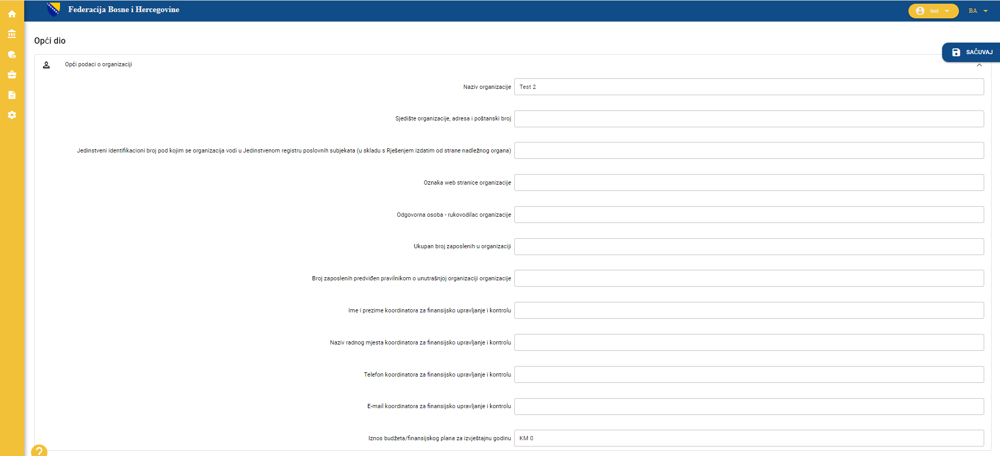 Federacija Bosne i Hercegovine
test
BA
Opći dio
SAČUVAJ
Opći podaci o organizaciji
Naziv organizacije
Test 2
Sjedište organizacije, adresa i poštanski broj
Jedinstveni identifikacioni broj pod kojim se organizacija vodi u Jedinstvenom registru poslovnih subjekata (u skladu s Rješenjem izdatim od strane nadležnog organa)
Oznaka web stranice organizacije
Odgovorna osoba - rukovodilac organizacije
Ukupan broj zaposlenih u organizaciji
Broj zaposlenih predviđen pravilnikom o unutrašnjoj organizaciji organizacije
Ime i prezime koordinatora za finansijsko upravljanje i kontrolu
Naziv radnog mjesta koordinatora za finansijsko upravljanje i kontrolu
Telefon koordinatora za finansijsko upravljanje i kontrolu
E-mail koordinatora za finansijsko upravljanje i kontrolu
Iznos budžeta/finansijskog plana za izvještajnu godinu
KM 0
?